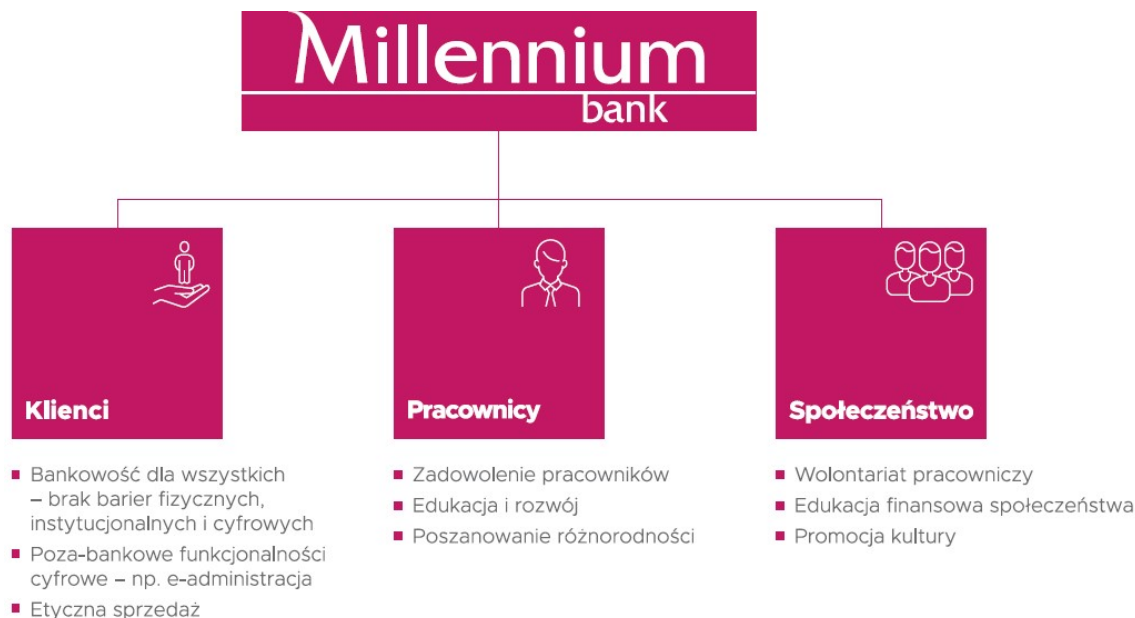 Millennium
bank
Klienci
Bankowość dla wszystkich
– brak barier fizycznych,
instytucjonalnych i cyfrowych
Poza-bankowe funkcjonalności
cyfrowe – np. e-administracja
Etyczna sprzedaż
Pracownicy
Zadowolenie pracowników
Edukacja i rozwój
Poszanowanie różnorodności
Społeczeństwo
Wolontariat pracowniczy
Edukacja finansowa społeczeństwa
Promocja kultury